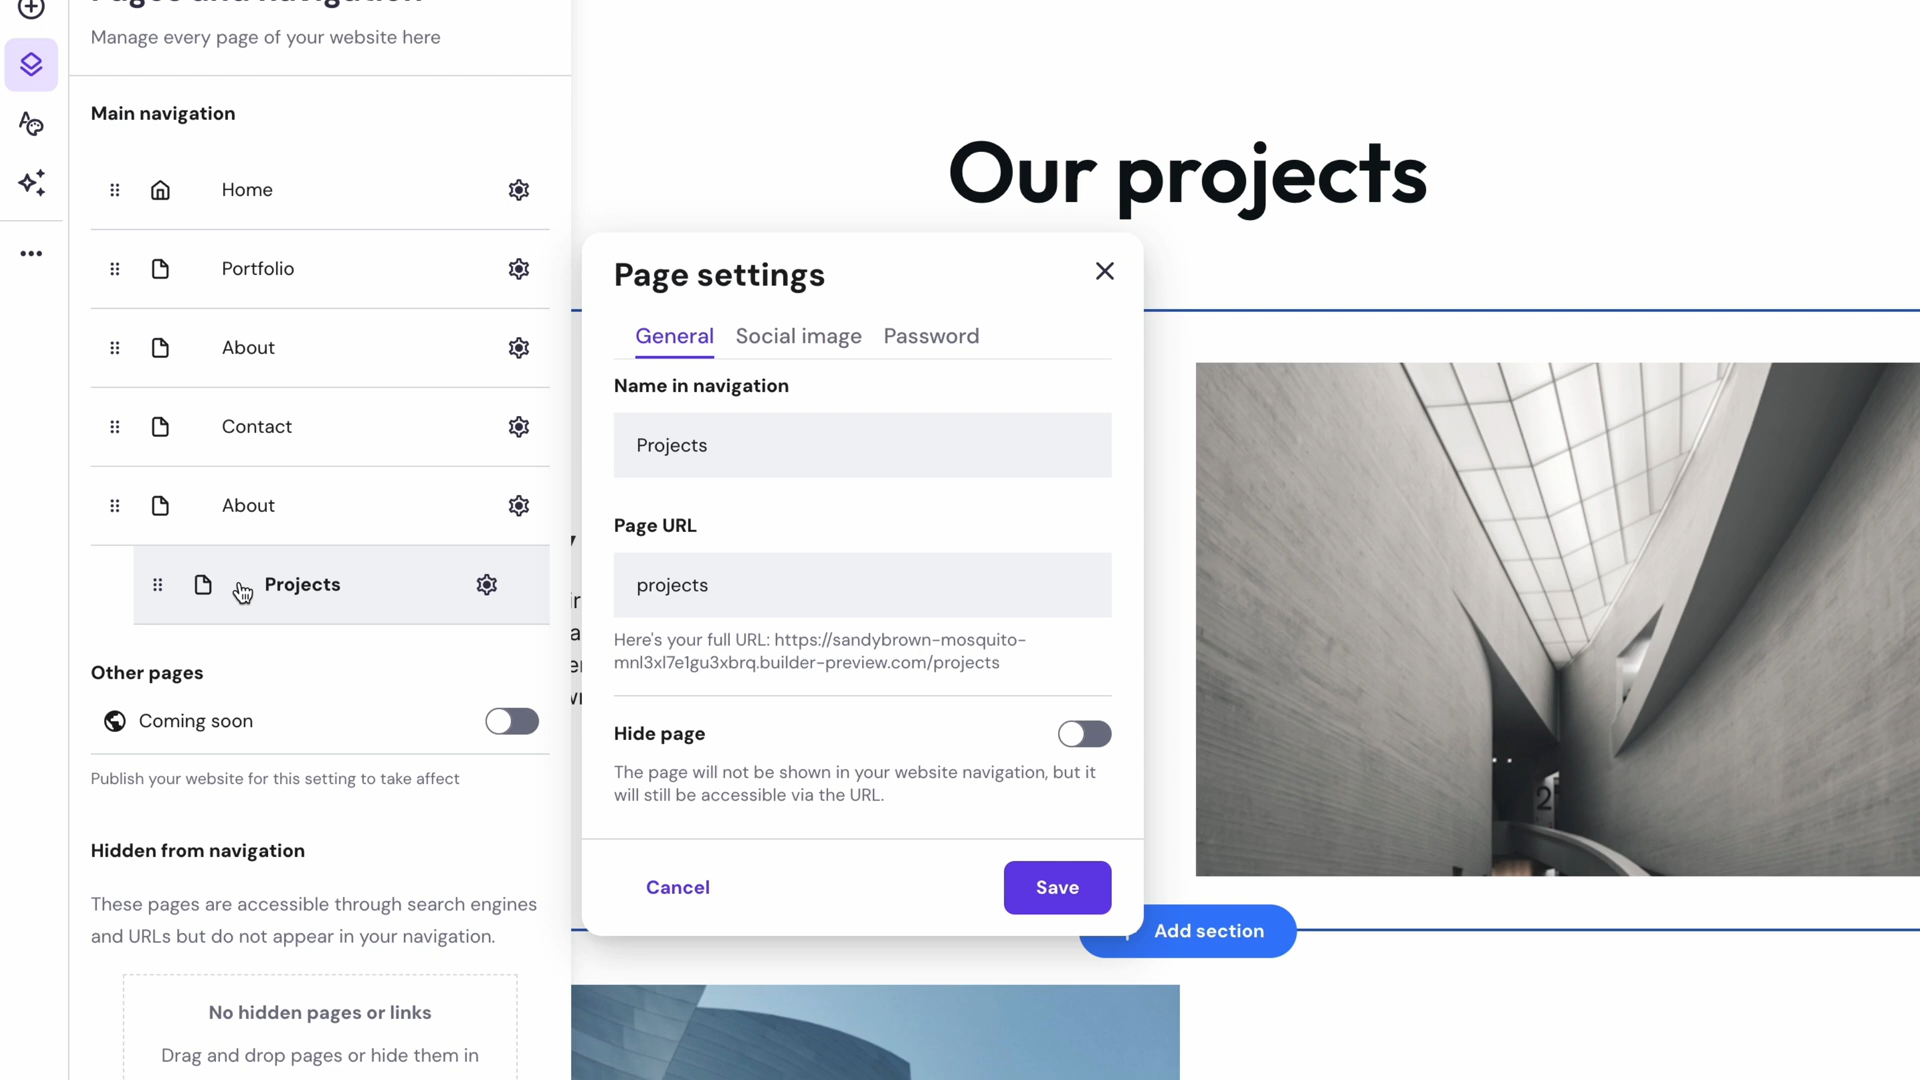 Pages and navigation
Manage every page of your website here
Main navigation
Home
Portfolio
About
Contact
About
Projects
Other pages
Coming soon
Publish your website for this setting to take affect
Hidden from navigation
These pages are accessible through search engines
and URLs but do not appear in your navigation.
No hidden pages or links
Drag and drop pages or hide them in
Our projects
Page settings
General Social image Password
Name in navigation
Projects
Page URL
projects
Here's your full URL: https://sandybrown-mosquito-
mnl3xl7e1gu3xbrq.builder-preview.com/projects
Hide page
The page will not be shown in your website navigation, but it
will still be accessible via the URL.
Cancel
Save
Add section
2